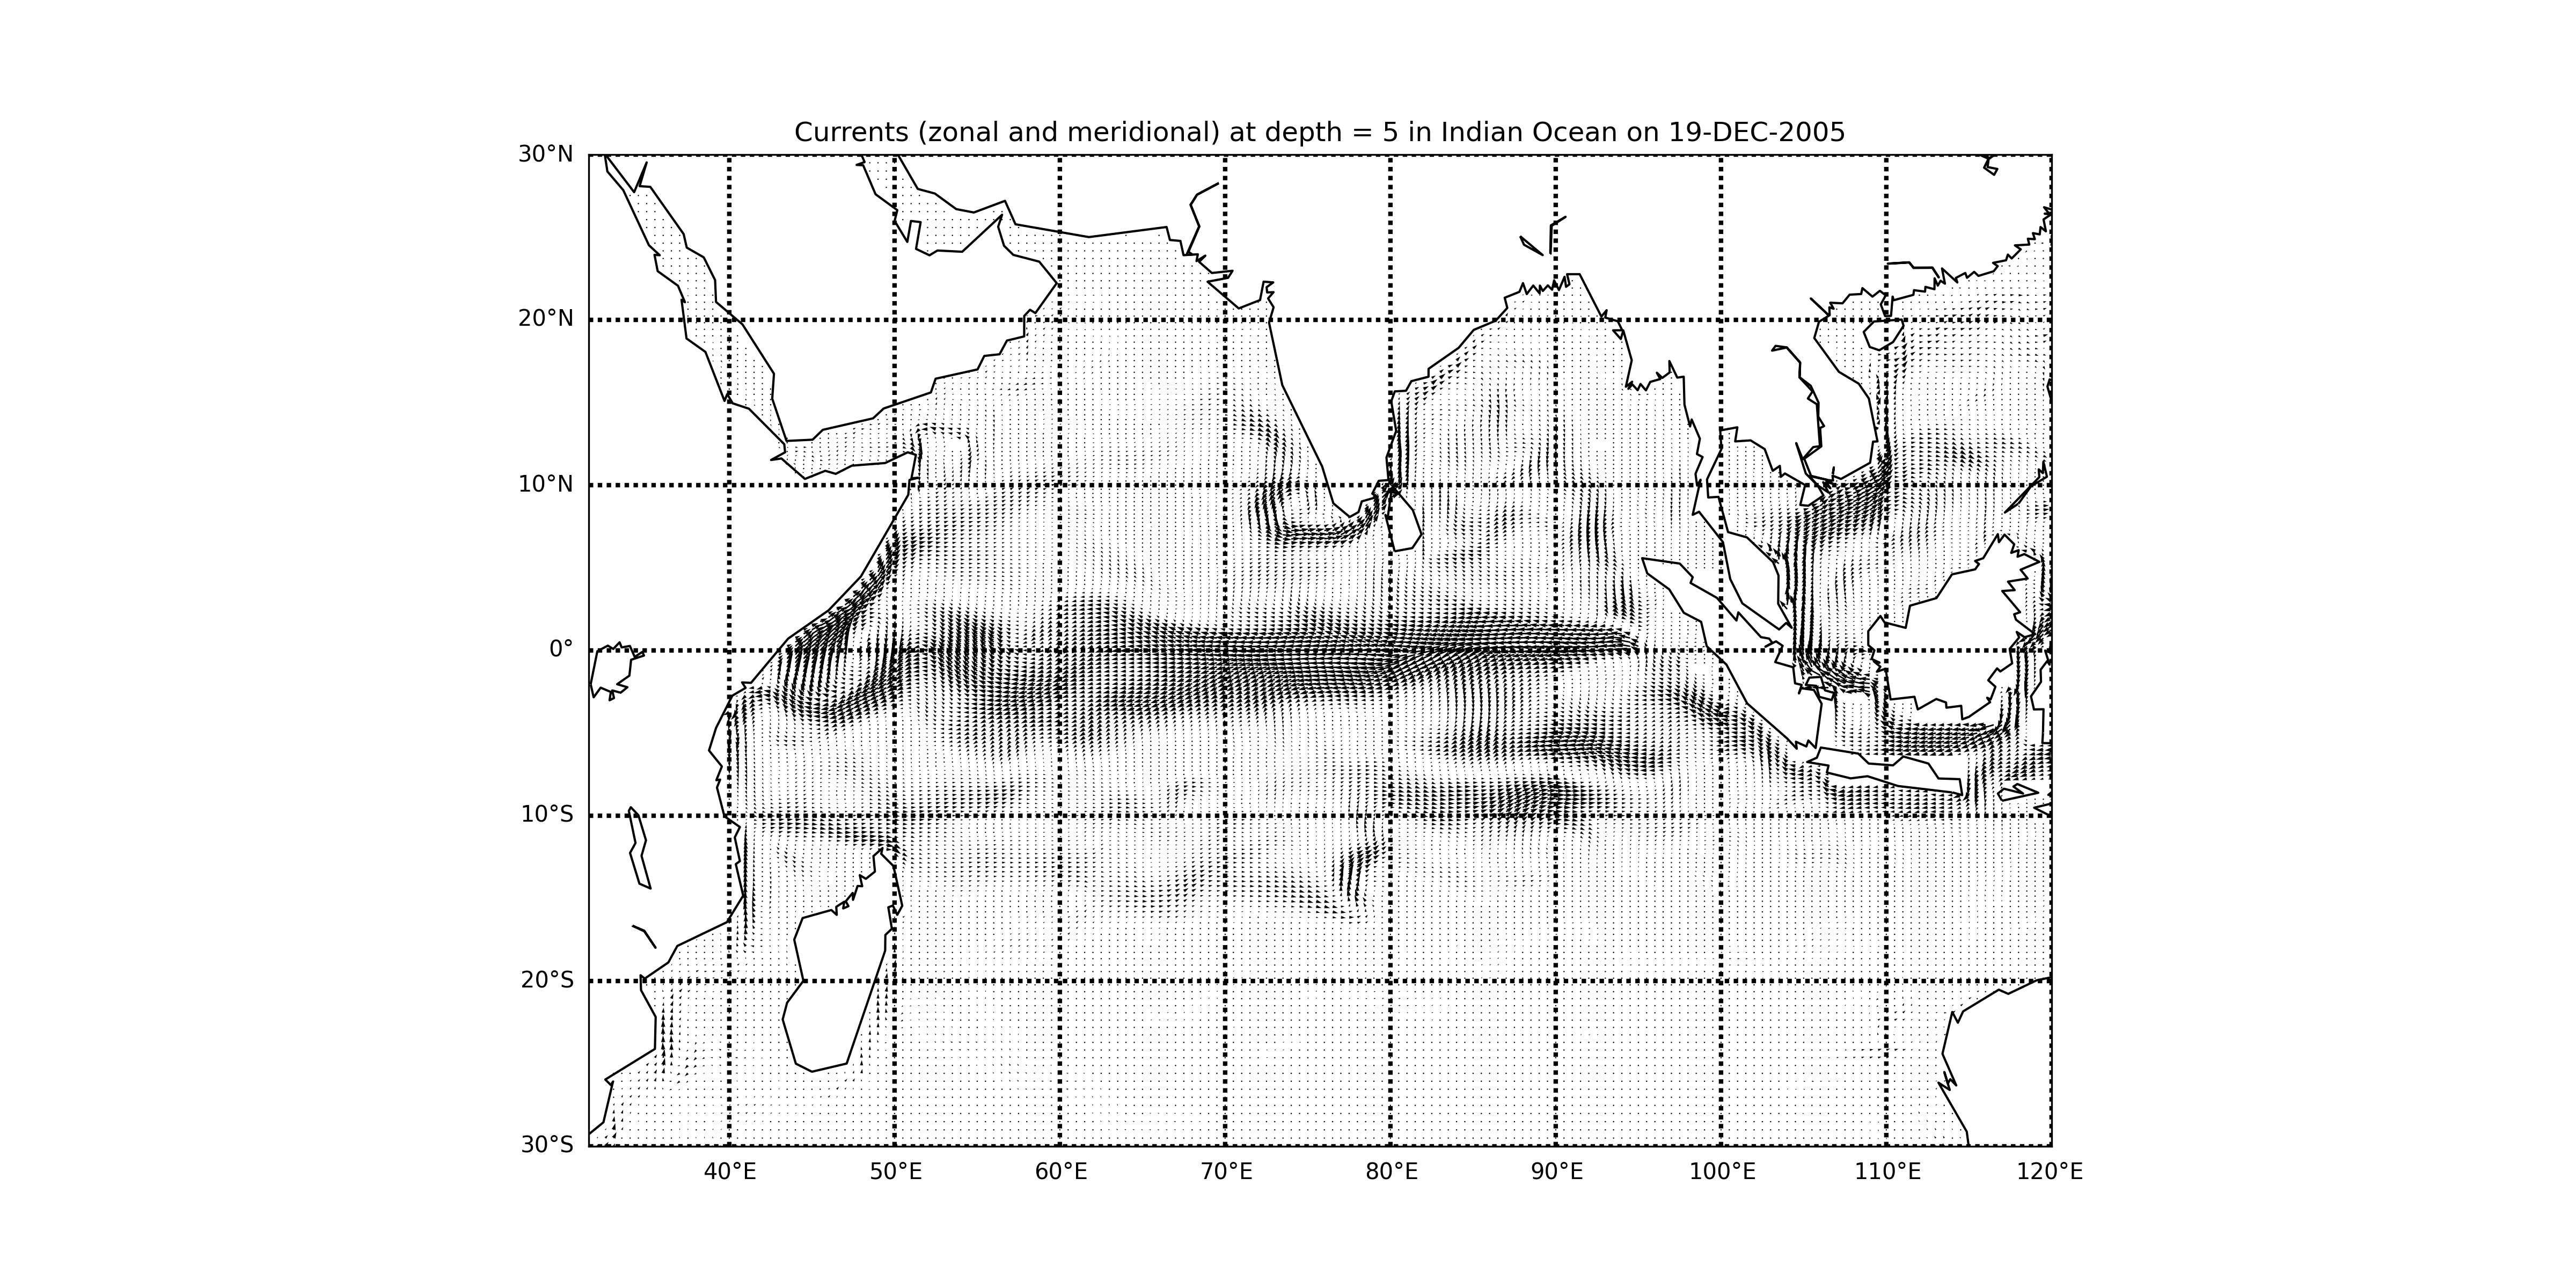 Currents (zonal and meridional) at depth = 5 in Indian Ocean on 19-DEC-2005
30°N
20°N
10°N
0°
10°S
20°S
30°S
40°E 50°E 60°E 70°E 80°E 90°E 100°E 110°E 120°E